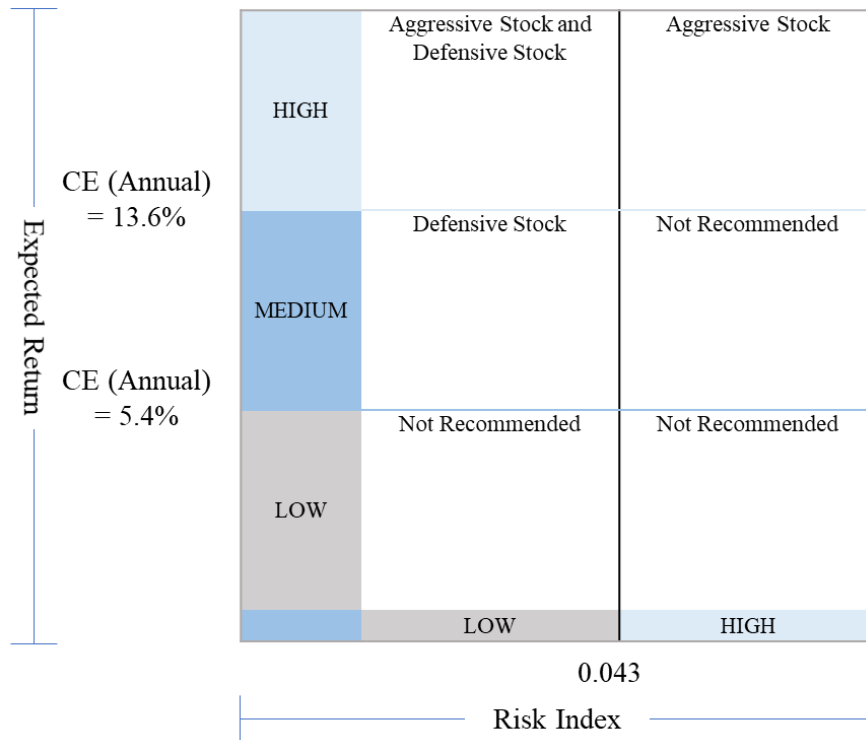 Aggressive Stock and
Defensive Stock
Aggressive Stock
HIGH
CE (Annual)
= 13.6%
Expected Return
Defensive Stock
Not Recommended
MEDIUM
CE (Annual)
= 5.4%
Not Recommended
Not Recommended
LOW
LOW
HIGH
0.043
Risk Index